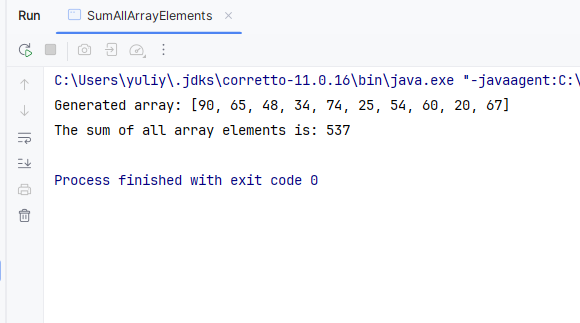 Run SumAllArrayElements
C:\Users\yuliy\.jdks\corretto-11.0.16\bin\java.exe "-javaagent:C:\
Generated array: [90, 65, 48, 34, 74, 25, 54, 60, 20, 67]
The sum of all array elements is: 537
Process finished with exit code 0